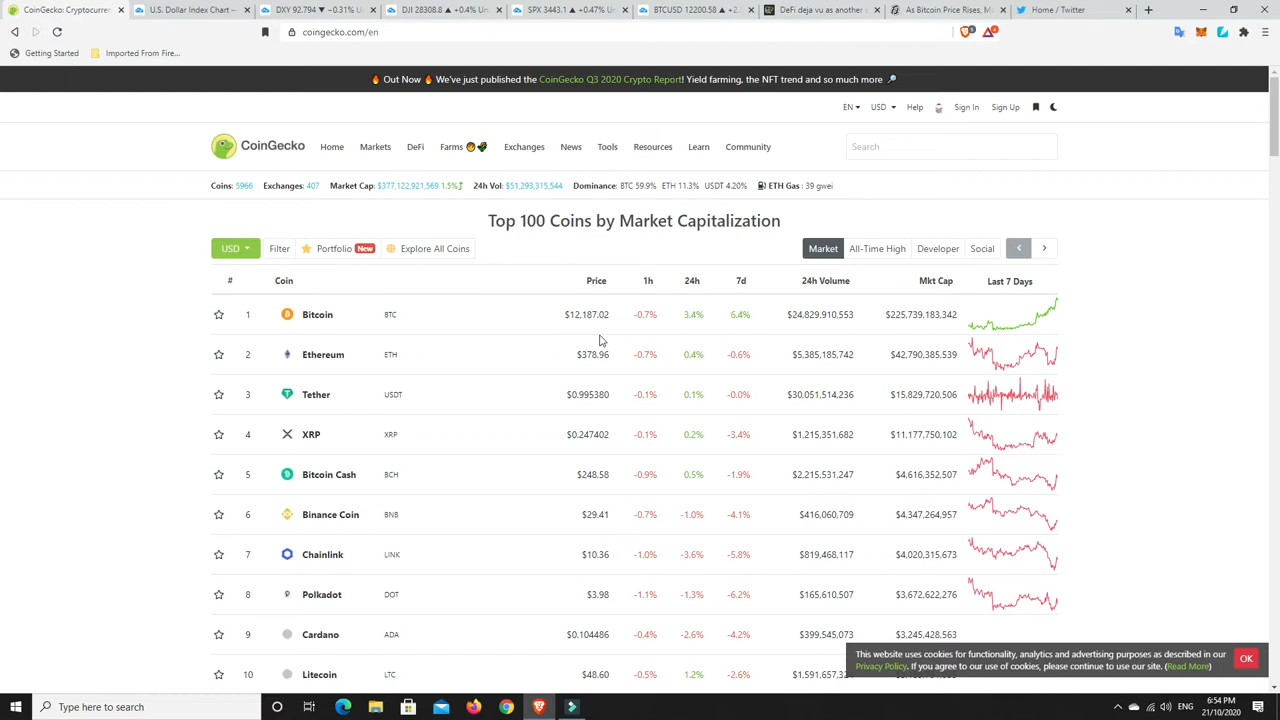 CoinGecko: Cryptocurren
U.S. Dollar Index Chart —
DXY 92.794 ▼ −0.31% Un
DJI 28308.8 ▲ +0.4% Un
SPX 3443.1 ▲ +0.47% Un
BTCUSD 12200.58 ▲ +2.
DeFi deja vu as another
As Bitcoin Price Rises, M
Home / Twitter
coingecko.com/en
Getting Started
Imported From Fire...
🔥 Out Now 🔥 We've just published the CoinGecko Q3 2020 Crypto Report! Yield farming, the NFT trend and so much more 🔎
EN USD Help Sign In Sign Up
CoinGecko Home Markets DeFi Farms Exchanges News Tools Resources Learn Community Search
Coins: 5966 Exchanges: 407 Market Cap: $377,122,921,569 1.5% 24h Vol: $51,293,315,544 Dominance: BTC 59.9% ETH 11.3% USDT 4.20% ETH Gas : 39 gwei
Top 100 Coins by Market Capitalization
USD Filter Portfolio New Explore All Coins Market All-Time High Developer Social < >
# Coin Price 1h 24h 7d 24h Volume Mkt Cap Last 7 Days
1 Bitcoin BTC $12,187.02 -0.7% 3.4% 6.4% $24,829,910,553 $225,739,183,342
2 Ethereum ETH $378.96 -0.7% 0.4% -0.6% $5,385,185,742 $42,790,385,539
3 Tether USDT $0.995380 -0.1% 0.1% -0.0% $30,051,514,236 $15,829,720,506
4 XRP XRP $0.247402 -0.1% 0.2% -3.4% $1,215,351,682 $11,177,750,102
5 Bitcoin Cash BCH $248.58 -0.9% 0.5% -1.9% $2,215,531,247 $4,616,352,507
6 Binance Coin BNB $29.41 -0.7% -1.0% -4.1% $416,060,709 $4,347,264,957
7 Chainlink LINK $10.36 -1.0% -3.6% -5.8% $819,468,117 $4,020,315,673
8 Polkadot DOT $3.98 -1.1% -1.3% -6.2% $165,610,507 $3,672,622,276
9 Cardano ADA $0.104486 -0.4% -2.6% -4.2% $399,545,073 $3,245,428,563
10 Litecoin LTC $48.60 -0.5% 1.2% -2.6%
This website uses cookies for functionality, analytics and advertising purposes as described in our
Privacy Policy. If you agree to our use of cookies, please continue to use our site. (Read More)
OK
Type here to search
ENG
6:54 PM
21/10/2020